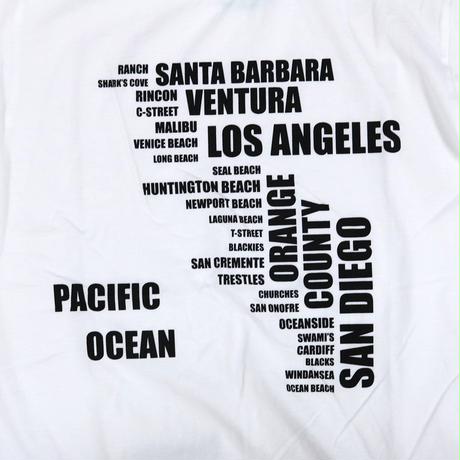 RANCH
SHARK'S COVE
SANTA BARBARA
RINCON
C-STREET
VENTURA
MALIBU
VENICE BEACH
LONG BEACH
LOS ANGELES
SEAL BEACH
HUNTINGTON BEACH
NEWPORT BEACH
LAGUNA BEACH
T-STREET
BLACKIES
SAN CREMENTE
TRESTLES
ORANGE
COUNTY
CHURCHES
SAN ONOFRE
OCEANSIDE
SWAMI'S
CARDIFF
BLACKS
WINDANSEA
OCEAN BEACH
SAN DIEGO
PACIFIC
OCEAN